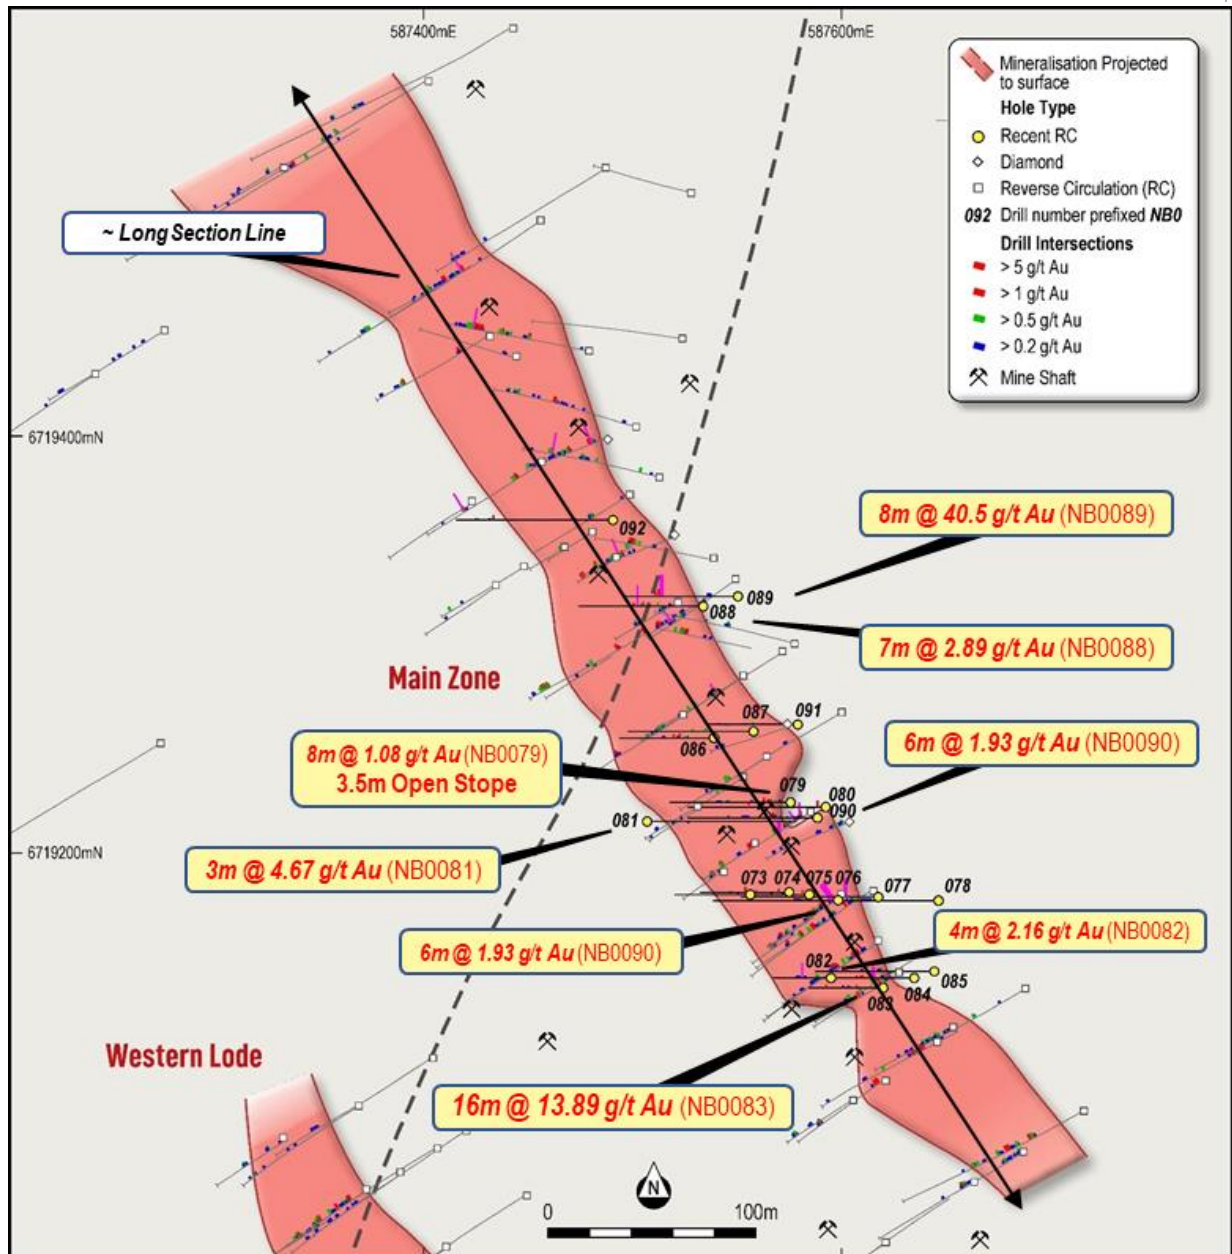 587400mE
587600mE
Mineralisation Projected
to surface
Hole Type
Recent RC
Diamond
Reverse Circulation (RC)
092 Drill number prefixed NB0
Drill Intersections
> 5 g/t Au
> 1 g/t Au
> 0.5 g/t Au
> 0.2 g/t Au
Mine Shaft
~ Long Section Line
6719400mN
8m @ 40.5 g/t Au (NB0089)
092
089
088
7m @ 2.89 g/t Au (NB0088)
Main Zone
087
091
086
6m @ 1.93 g/t Au (NB0090)
8m @ 1.08 g/t Au (NB0079)
3.5m Open Stope
079
080
090
081
6719200mN
3m @ 4.67 g/t Au (NB0081)
073
074
075
076
077
078
4m @ 2.16 g/t Au (NB0082)
6m @ 1.93 g/t Au (NB0090)
082
085
084
083
Western Lode
16m @ 13.89 g/t Au (NB0083)
N
0
100m